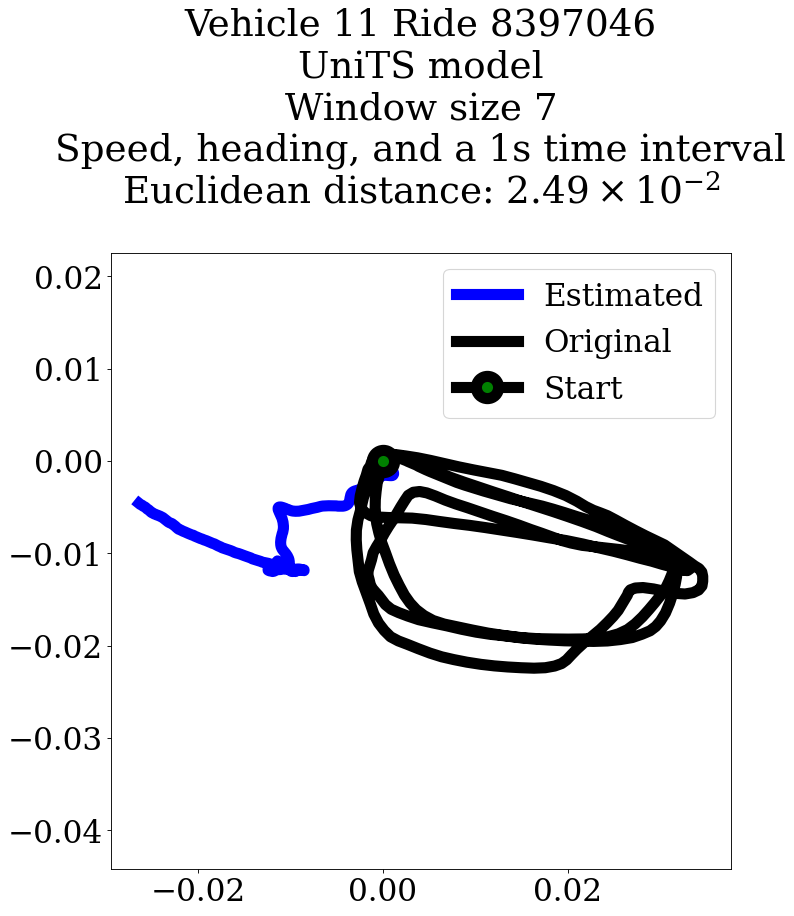 Vehicle 11 Ride 8397046
UniTS model
Window size 7
Speed, heading, and a 1s time interval
Euclidean distance: 2.49 × 10⁻²
Estimated
Original
Start
0.02
0.01
0.00
−0.01
−0.02
−0.03
−0.04
−0.02 0.00 0.02